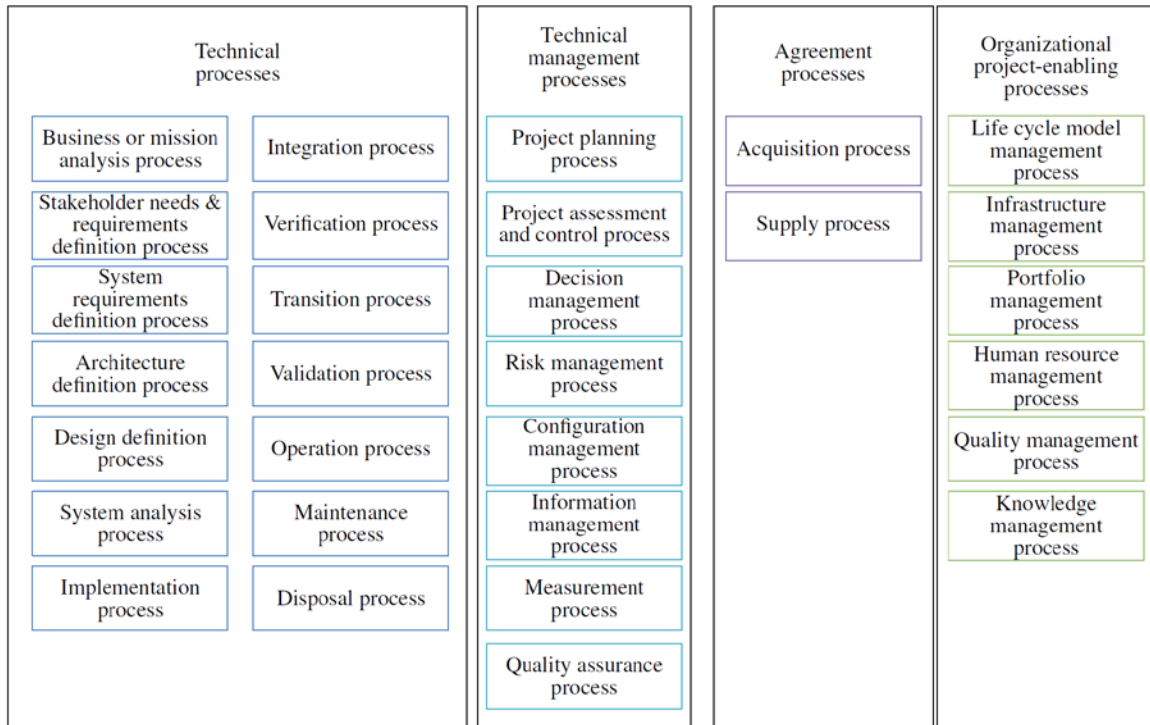 Technical
processes
Business or mission
analysis process
Stakeholder needs &
requirements
definition process
System
requirements
definition process
Architecture
definition process
Design definition
process
System analysis
process
Implementation
process
Integration process
Verification process
Transition process
Validation process
Operation process
Maintenance
process
Disposal process
Technical
management
processes
Project planning
process
Project assessment
and control process
Decision
management
process
Risk management
process
Configuration
management
process
Information
management
process
Measurement
process
Quality assurance
process
Agreement
processes
Acquisition process
Supply process
Organizational
project-enabling
processes
Life cycle model
management
process
Infrastructure
management
process
Portfolio
management
process
Human resource
management
process
Quality management
process
Knowledge
management
process